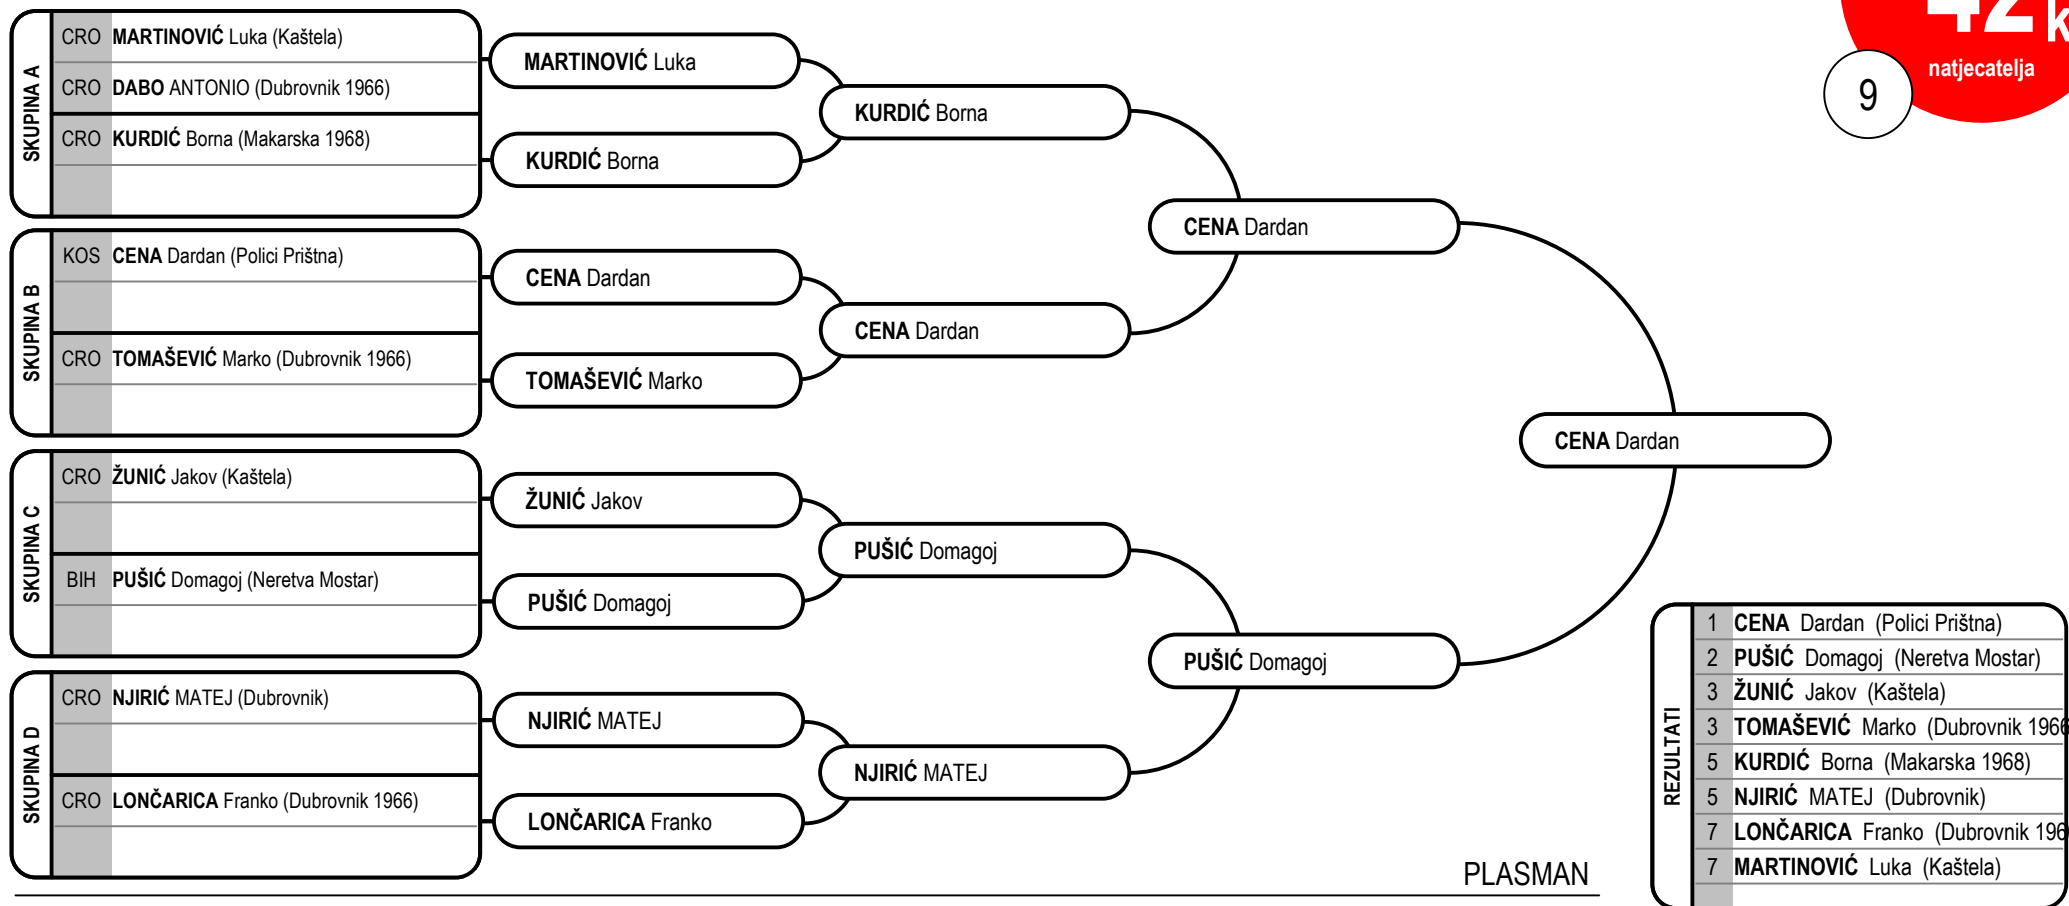 SKUPINA A
CRO MARTINOVIĆ Luka (Kaštela)
CRO DABO ANTONIO (Dubrovnik 1966)
CRO KURDIĆ Borna (Makarska 1968)
SKUPINA B
KOS CENA Dardan (Polici Prištna)
CRO TOMAŠEVIĆ Marko (Dubrovnik 1966)
SKUPINA C
CRO ŽUNIĆ Jakov (Kaštela)
BIH PUŠIĆ Domagoj (Neretva Mostar)
SKUPINA D
CRO NJIRIĆ MATEJ (Dubrovnik)
CRO LONČARICA Franko (Dubrovnik 1966)
MARTINOVIĆ Luka
KURDIĆ Borna
CENA Dardan
TOMAŠEVIĆ Marko
ŽUNIĆ Jakov
PUŠIĆ Domagoj
NJIRIĆ MATEJ
LONČARICA Franko
KURDIĆ Borna
CENA Dardan
PUŠIĆ Domagoj
NJIRIĆ MATEJ
CENA Dardan
PUŠIĆ Domagoj
CENA Dardan
42 k
natjecatelja
9
PLASMAN
REZULTATI
1 CENA Dardan (Polici Prištna)
2 PUŠIĆ Domagoj (Neretva Mostar)
3 ŽUNIĆ Jakov (Kaštela)
3 TOMAŠEVIĆ Marko (Dubrovnik 1966
5 KURDIĆ Borna (Makarska 1968)
5 NJIRIĆ MATEJ (Dubrovnik)
7 LONČARICA Franko (Dubrovnik 196
7 MARTINOVIĆ Luka (Kaštela)